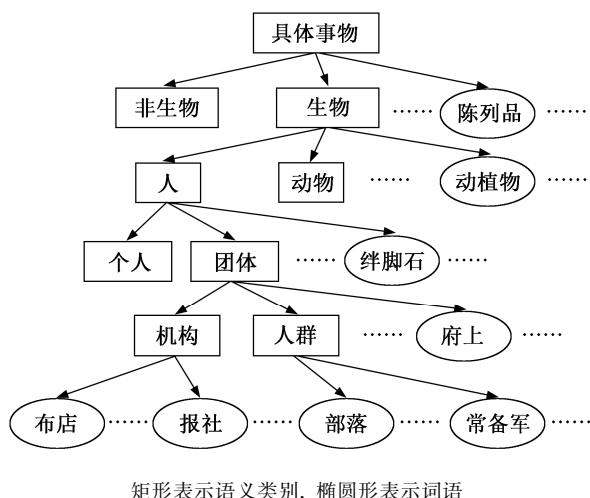 具体事物
非生物 生物 …… 陈列品 ……
人 动物 …… 动植物 ……
个人 团体 …… 绊脚石 ……
机构 人群 …… 府上 ……
布店 …… 报社 …… 部落 …… 常备军 ……
矩形表示语义类别, 椭圆形表示词语